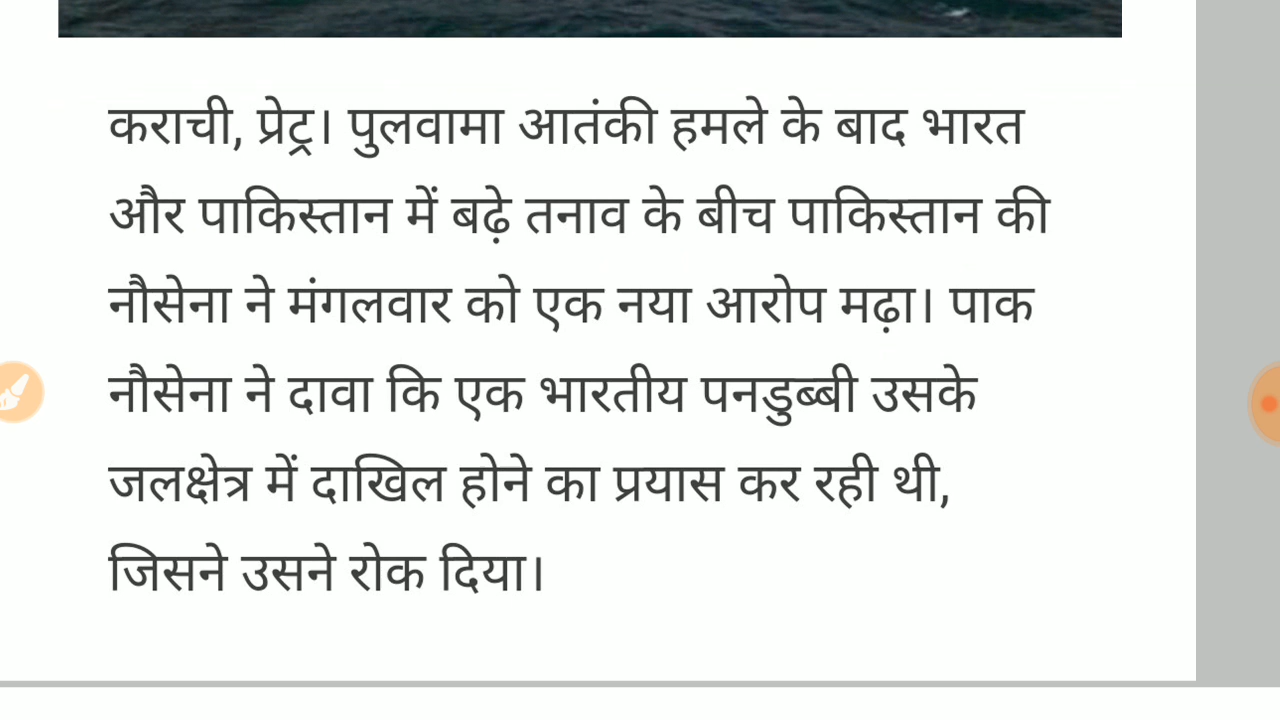 कराची, प्रेट्र। पुलवामा आतंकी हमले के बाद भारत
और पाकिस्तान में बढ़े तनाव के बीच पाकिस्तान की
नौसेना ने मंगलवार को एक नया आरोप मढ़ा। पाक
नौसेना ने दावा कि एक भारतीय पनडुब्बी उसके
जलक्षेत्र में दाखिल होने का प्रयास कर रही थी,
जिसने उसने रोक दिया।